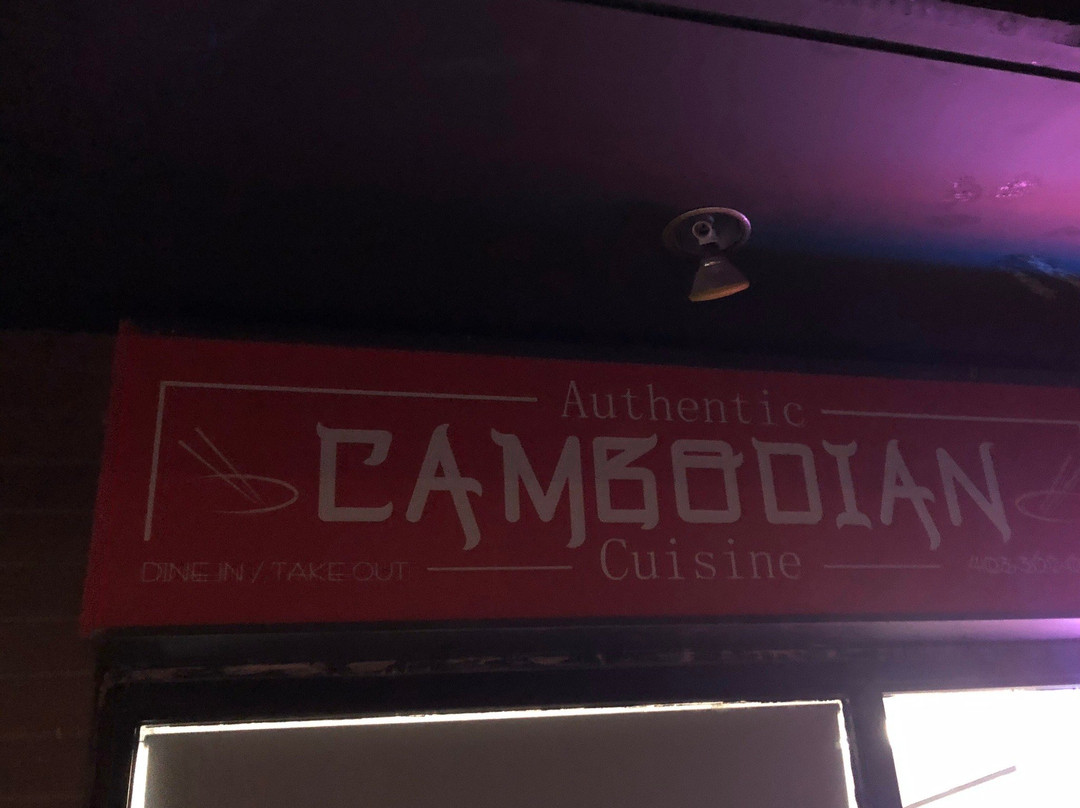 Authentic
CAMBODIAN
Cuisine
DINE IN / TAKE OUT